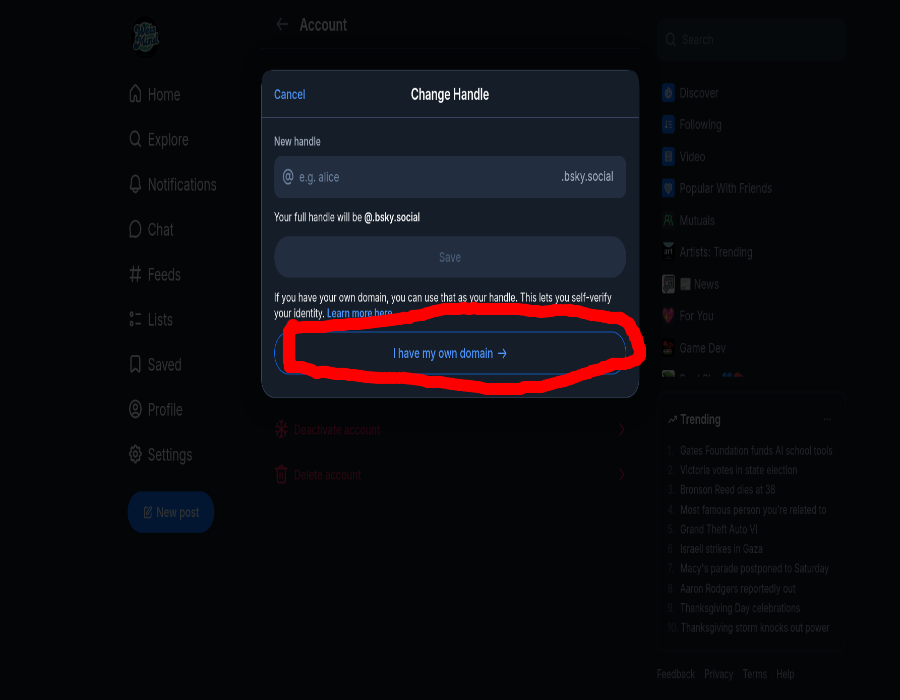 Account
Search
Home
Explore
Notifications
Chat
Feeds
Lists
Saved
Profile
Settings
New post
Cancel
Change Handle
New handle
@ e.g. alice
.bsky.social
Your full handle will be @.bsky.social
Save
If you have your own domain, you can use that as your handle. This lets you self-verify
your identity. Learn more here.
I have my own domain →
Deactivate account
Delete account
Discover
Following
Video
Popular With Friends
Mutuals
Artists: Trending
News
For You
Game Dev
Trending
1. Gates Foundation funds AI school tools
2. Victoria votes in state election
3. Bronson Reed dies at 38
4. Most famous person you're related to
5. Grand Theft Auto VI
6. Israeli strikes in Gaza
7. Macy's parade postponed to Saturday
8. Aaron Rodgers reportedly out
9. Thanksgiving Day celebrations
10. Thanksgiving storm knocks out power
Feedback Privacy Terms Help